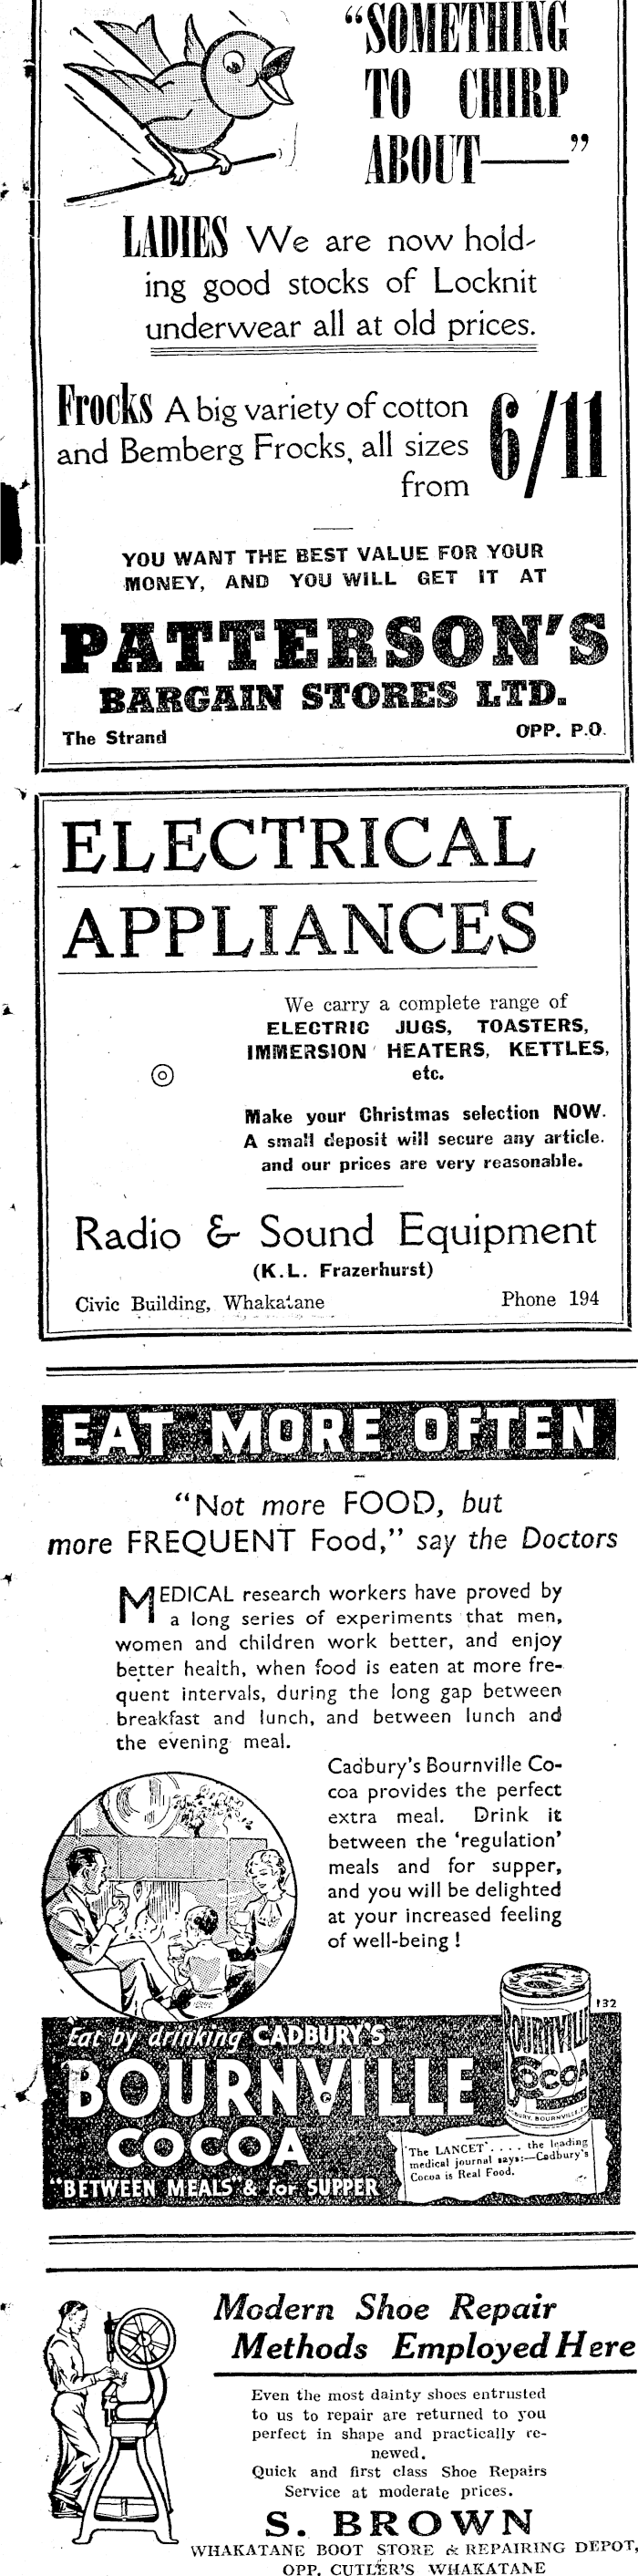 “SOMETHING
TO CHIRP
ABOUT——”
LADIES We are now hold-
ing good stocks of Locknit
underwear all at old prices.
Frocks A big variety of cotton
and Bemberg Frocks, all sizes
from
6/11
YOU WANT THE BEST VALUE FOR YOUR
MONEY, AND YOU WILL GET IT AT
PATTERSON'S
BARGAIN STORES LTD.
The Strand OPP. P.O.
ELECTRICAL
APPLIANCES
We carry a complete range of
ELECTRIC JUGS, TOASTERS,
IMMERSION HEATERS, KETTLES,
etc.
Make your Christmas selection NOW.
A small deposit will secure any article.
and our prices are very reasonable.
Radio & Sound Equipment
(K.L. Frazerhurst)
Civic Building, Whakatane Phone 194
EAT MORE OFTEN
“Not more FOOD, but
more FREQUENT Food,” say the Doctors
MEDICAL research workers have proved by
a long series of experiments that men,
women and children work better, and enjoy
better health, when food is eaten at more fre-
quent intervals, during the long gap between
breakfast and lunch, and between lunch and
the evening meal.
Cadbury's Bournville Co-
coa provides the perfect
extra meal. Drink it
between the 'regulation'
meals and for supper,
and you will be delighted
at your increased feeling
of well-being !
132
Eat by drinking CADBURY'S
BOURNVILLE
COCOA
“BETWEEN MEALS” & for SUPPER
BOURNVILLE
COCOA
'The LANCET' .... the leading
medical journal says:—Cadbury's
Cocoa is Real Food.
Modern Shoe Repair
Methods Employed Here
Even the most dainty shoes entrusted
to us to repair are returned to you
perfect in shape and practically re-
newed.
Quick and first class Shoe Repairs
Service at moderate prices.
S. BROWN
WHAKATANE BOOT STORE & REPAIRING DEPOT,
OPP. CUTLER'S WHAKATANE